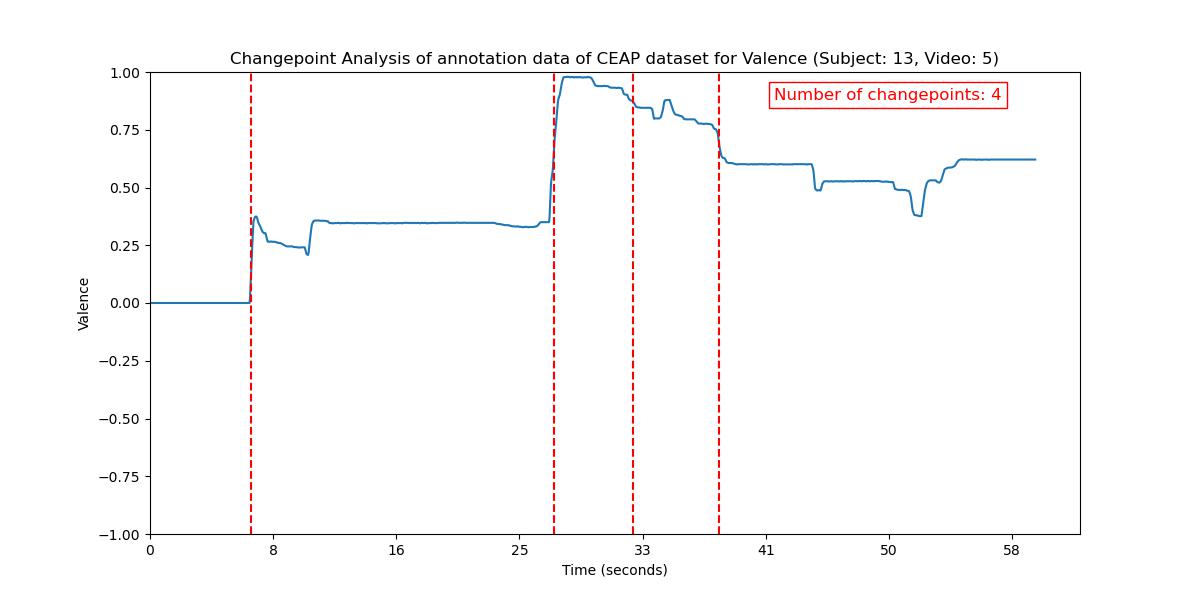 Changepoint Analysis of annotation data of CEAP dataset for Valence (Subject: 13, Video: 5)
Number of changepoints: 4
Valence
1.00
0.75
0.50
0.25
0.00
−0.25
−0.50
−0.75
−1.00
0 8 16 25 33 41 50 58
Time (seconds)